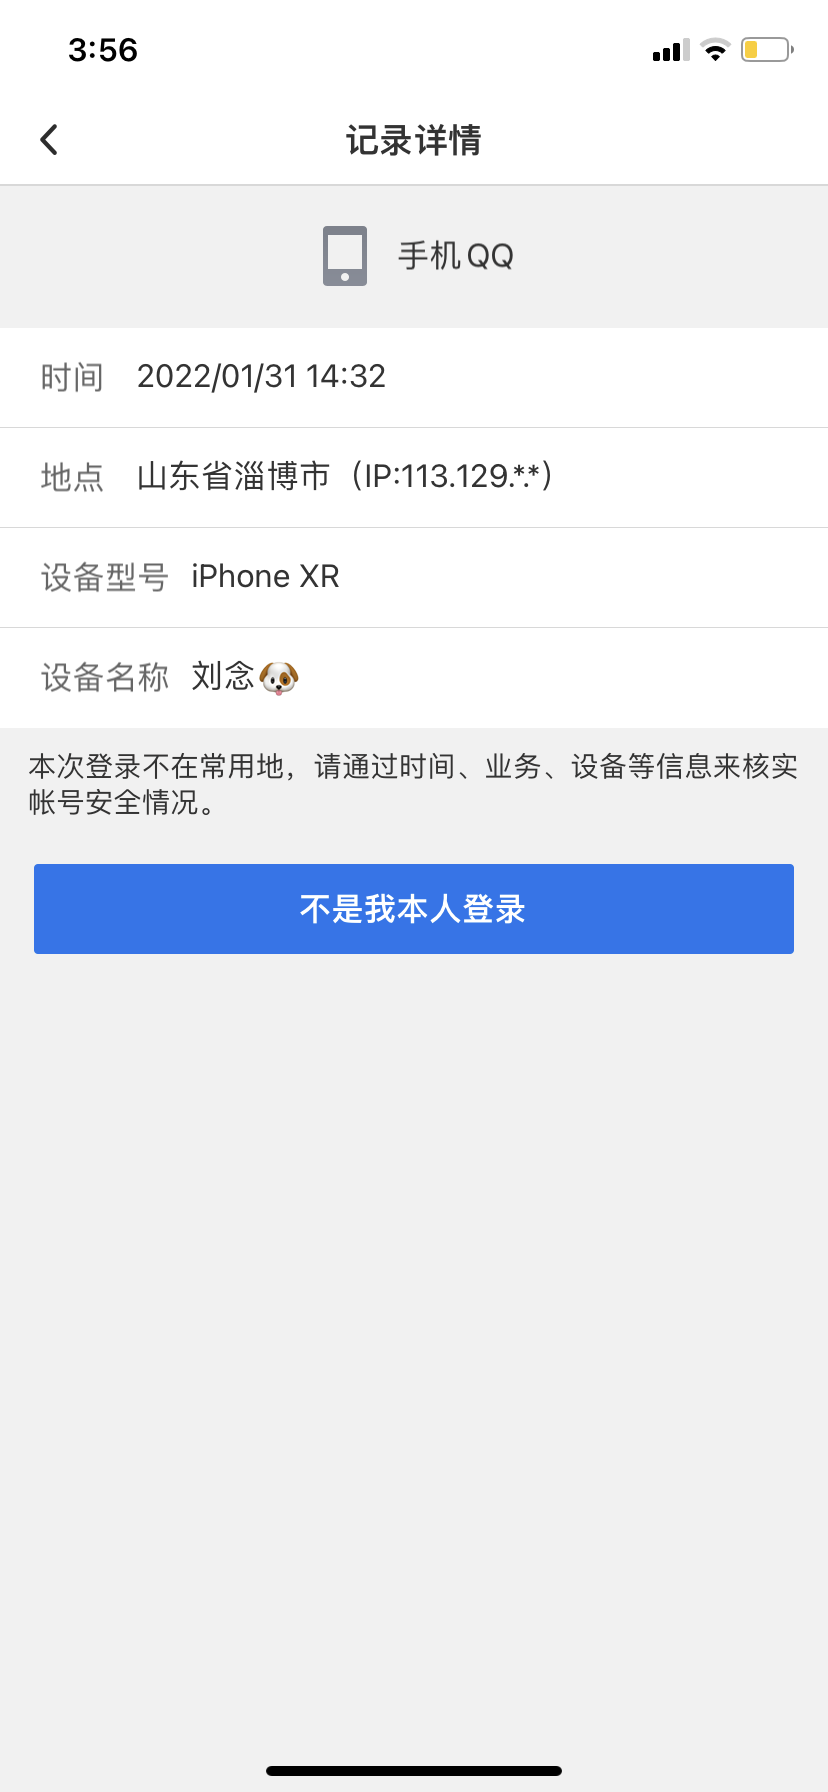 3:56
记录详情
手机QQ
时间 2022/01/31 14:32
地点 山东省淄博市（IP:113.129.*.*）
设备型号 iPhone XR
设备名称 刘念🐶
本次登录不在常用地，请通过时间、业务、设备等信息来核实
帐号安全情况。
不是我本人登录